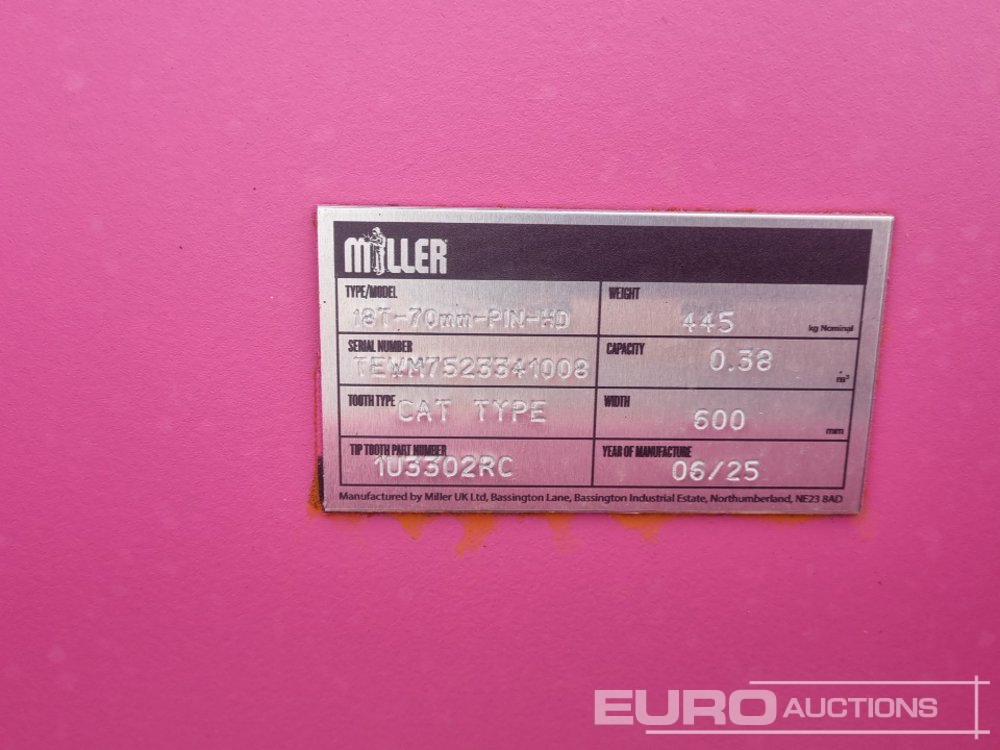 MILLER
TYPE/MODEL
18T-70mm-PIN-HD
WEIGHT
445
kg Nominal
SERIAL NUMBER
TEWM7523341008
CAPACITY
0.38
m³
TOOTH TYPE
CAT TYPE
WIDTH
600
mm
TIP TOOTH PART NUMBER
1U3302RC
YEAR OF MANUFACTURE
06/25
Manufactured by Miller UK Ltd, Bassington Lane, Bassington Industrial Estate, Northumberland, NE23 8AD
EURO AUCTIONS